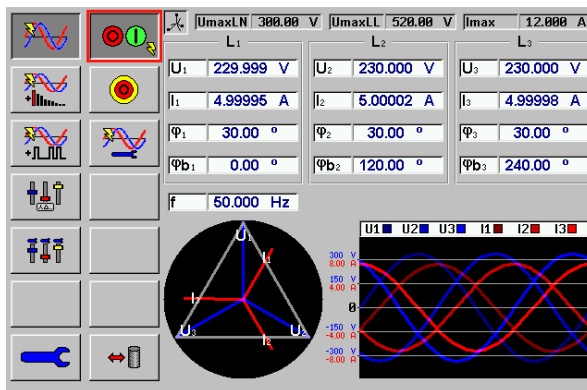 UmaxLN 300.00 V UmaxLL 520.00 V Imax 12.000 A
L1 L2 L3
U1 229.999 V U2 230.000 V U3 230.000 V
I1 4.99995 A I2 5.00002 A I3 4.99998 A
φ1 30.00 º φ2 30.00 º φ3 30.00 º
φb1 0.00 º φb2 120.00 º φb3 240.00 º
f 50.000 Hz
U1 U2 U3 I1 I2 I3
U1
I1
I2
U3
U2
I2
300 V
8.00 A
150 V
4.00 A
0
-150 V
-4.00 A
-300 V
-8.00 A